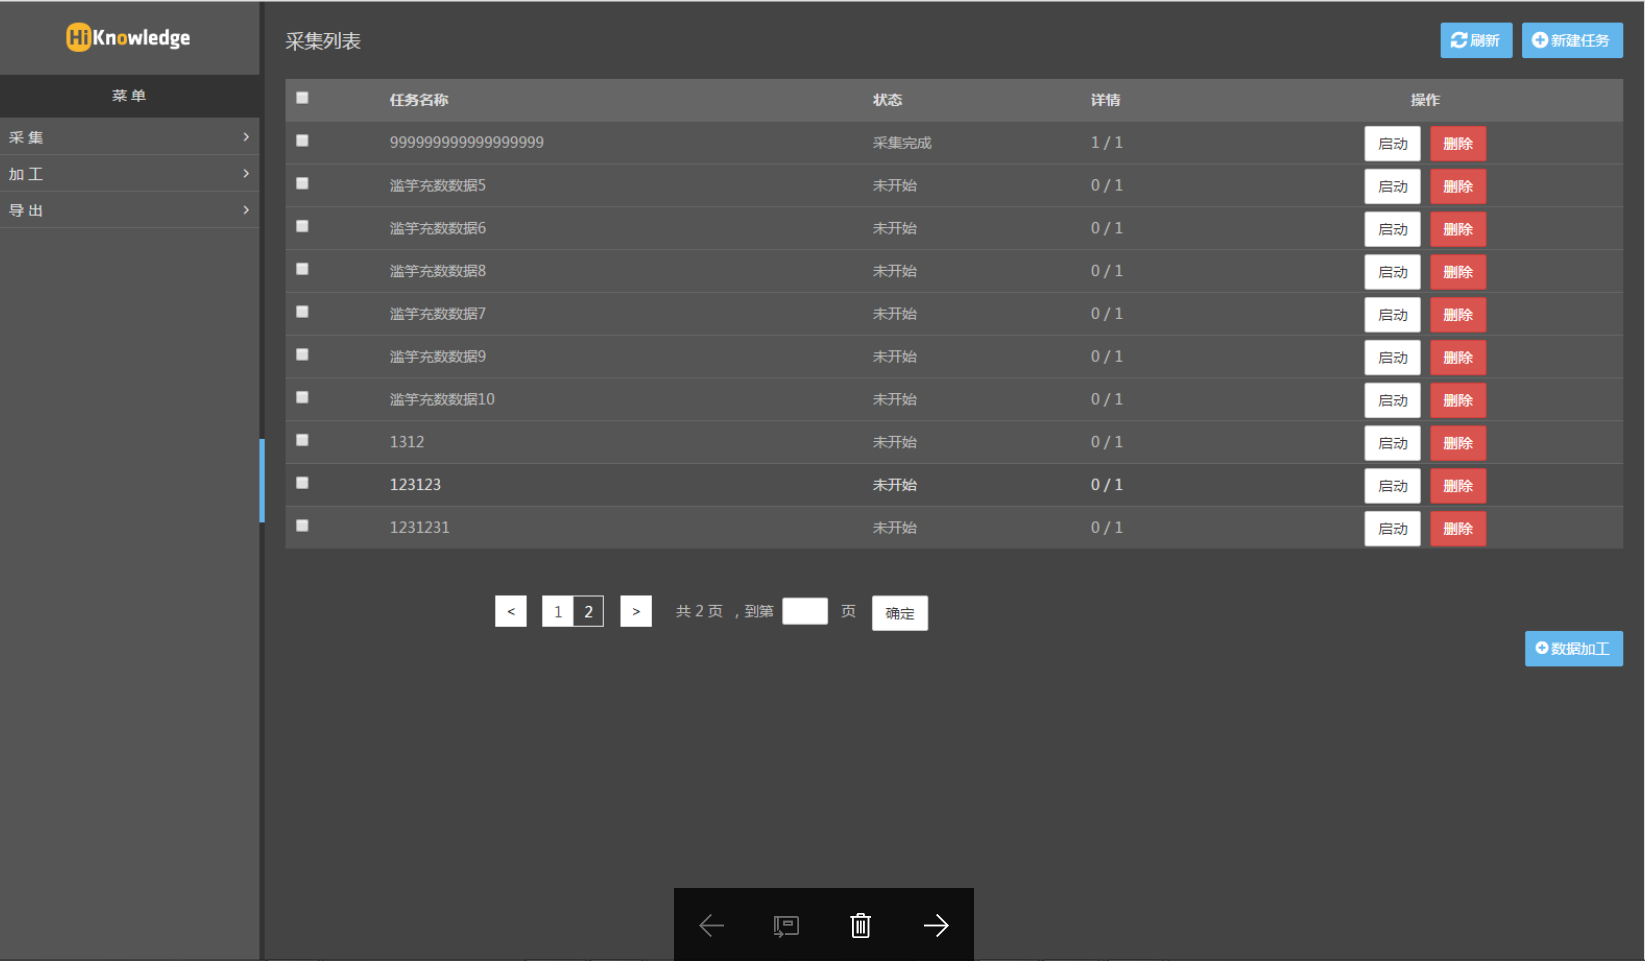 HiKnowledge
菜 单
采 集
加 工
导 出
采集列表
刷新 新建任务
任务名称 状态 详情 操作
999999999999999999 采集完成 1 / 1 启动 删除
滥竽充数数据5 未开始 0 / 1 启动 删除
滥竽充数数据6 未开始 0 / 1 启动 删除
滥竽充数数据8 未开始 0 / 1 启动 删除
滥竽充数数据7 未开始 0 / 1 启动 删除
滥竽充数数据9 未开始 0 / 1 启动 删除
滥竽充数数据10 未开始 0 / 1 启动 删除
1312 未开始 0 / 1 启动 删除
123123 未开始 0 / 1 启动 删除
1231231 未开始 0 / 1 启动 删除
< 1 2 > 共 2 页 ，到第 页 确定
数据加工